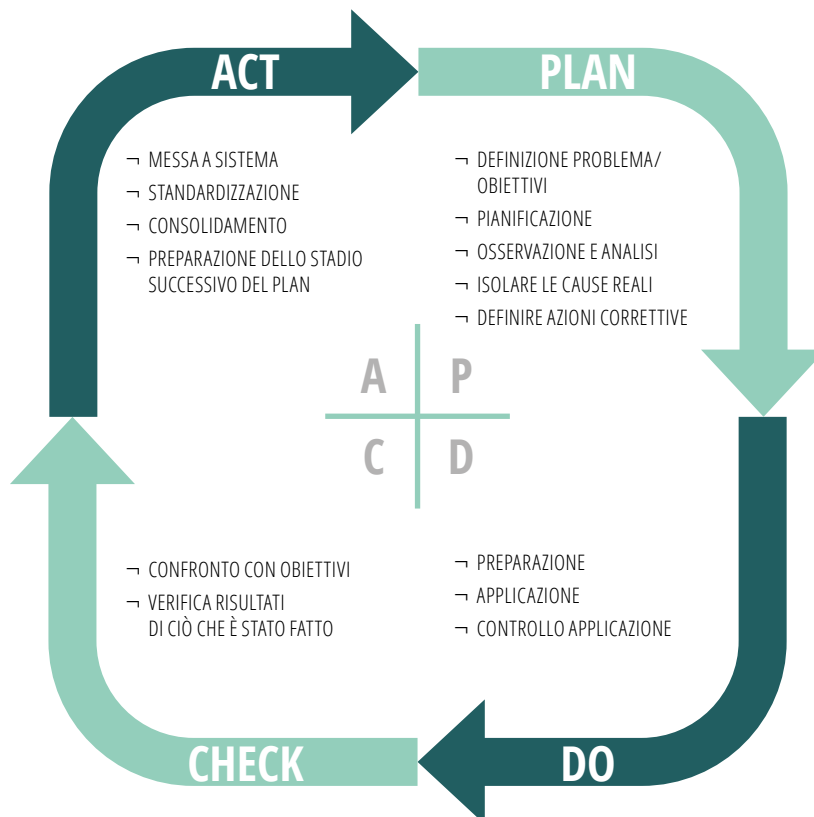 ACT
¬ MESSA A SISTEMA
¬ STANDARDIZZAZIONE
¬ CONSOLIDAMENTO
¬ PREPARAZIONE DELLO STADIO
SUCCESSIVO DEL PLAN
PLAN
¬ DEFINIZIONE PROBLEMA/
OBIETTIVI
¬ PIANIFICAZIONE
¬ OSSERVAZIONE E ANALISI
¬ ISOLARE LE CAUSE REALI
¬ DEFINIRE AZIONI CORRETTIVE
A P
C D
¬ CONFRONTO CON OBIETTIVI
¬ VERIFICA RISULTATI
DI CIÒ CHE È STATO FATTO
CHECK
¬ PREPARAZIONE
¬ APPLICAZIONE
¬ CONTROLLO APPLICAZIONE
DO